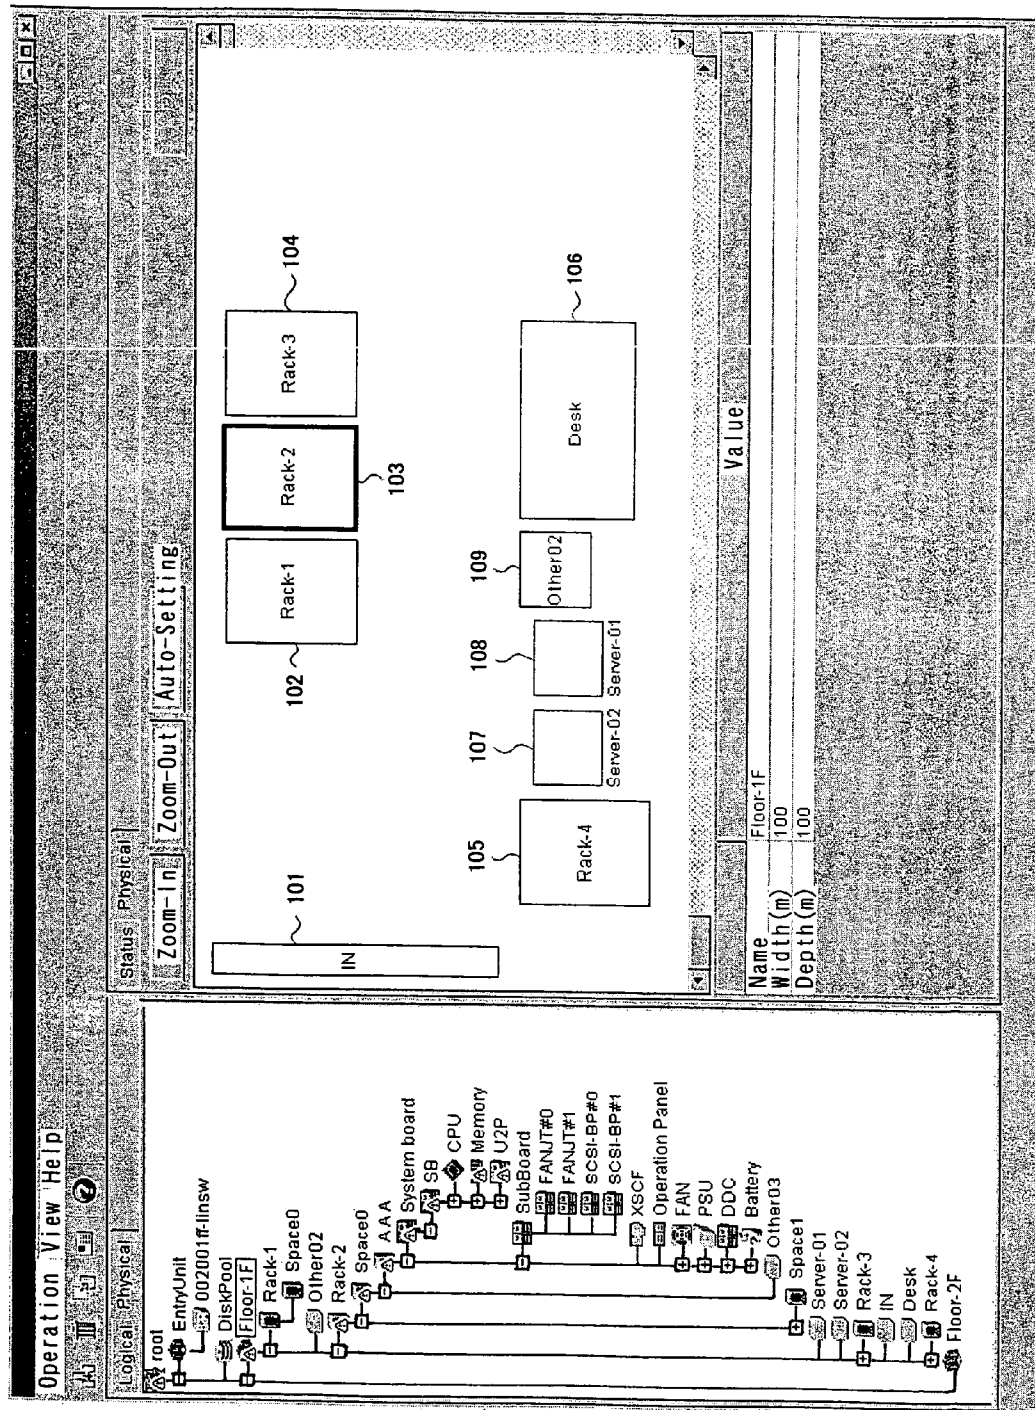 Operation View Help
Logical Physical
root
EntryUnit
002001ff-linsw
DiskPool
Floor-1F
Rack-1
Space0
Other02
Rack-2
Space0
A A A
System board
SB
CPU
Memory
U2P
SubBoard
FANJT#0
FANJT#1
SCSI-BP#0
SCSI-BP#1
XSCF
Operation Panel
FAN
PSU
DDC
Battery
Other03
Space1
Server-01
Server-02
Rack-3
IN
Desk
Rack-4
Floor-2F
Status Physical
Zoom-In Zoom-Out Auto-Setting
IN
101
Rack-1
102
Rack-2
103
Rack-3
104
Rack-4
105
Server-02
107
Server-01
108
Other02
109
Desk
106
Value
Name Floor-1F
Width(m) 100
Depth(m) 100